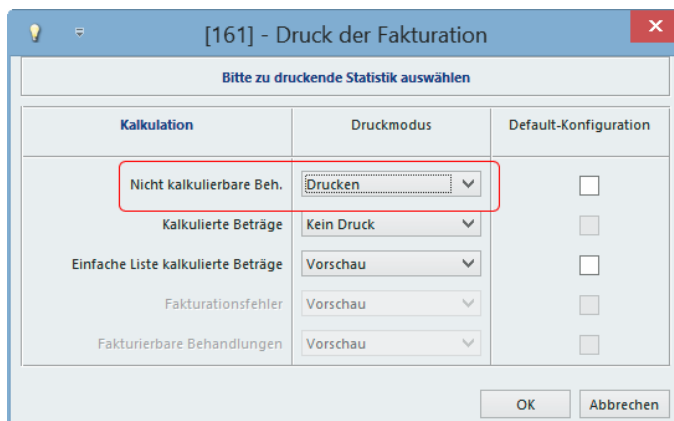 [161] - Druck der Fakturation
Bitte zu druckende Statistik auswählen
Kalkulation Druckmodus Default-Konfiguration
Nicht kalkulierbare Beh. Drucken
Kalkulierte Beträge Kein Druck
Einfache Liste kalkulierte Beträge Vorschau
Fakturationsfehler Vorschau
Fakturierbare Behandlungen Vorschau
OK Abbrechen